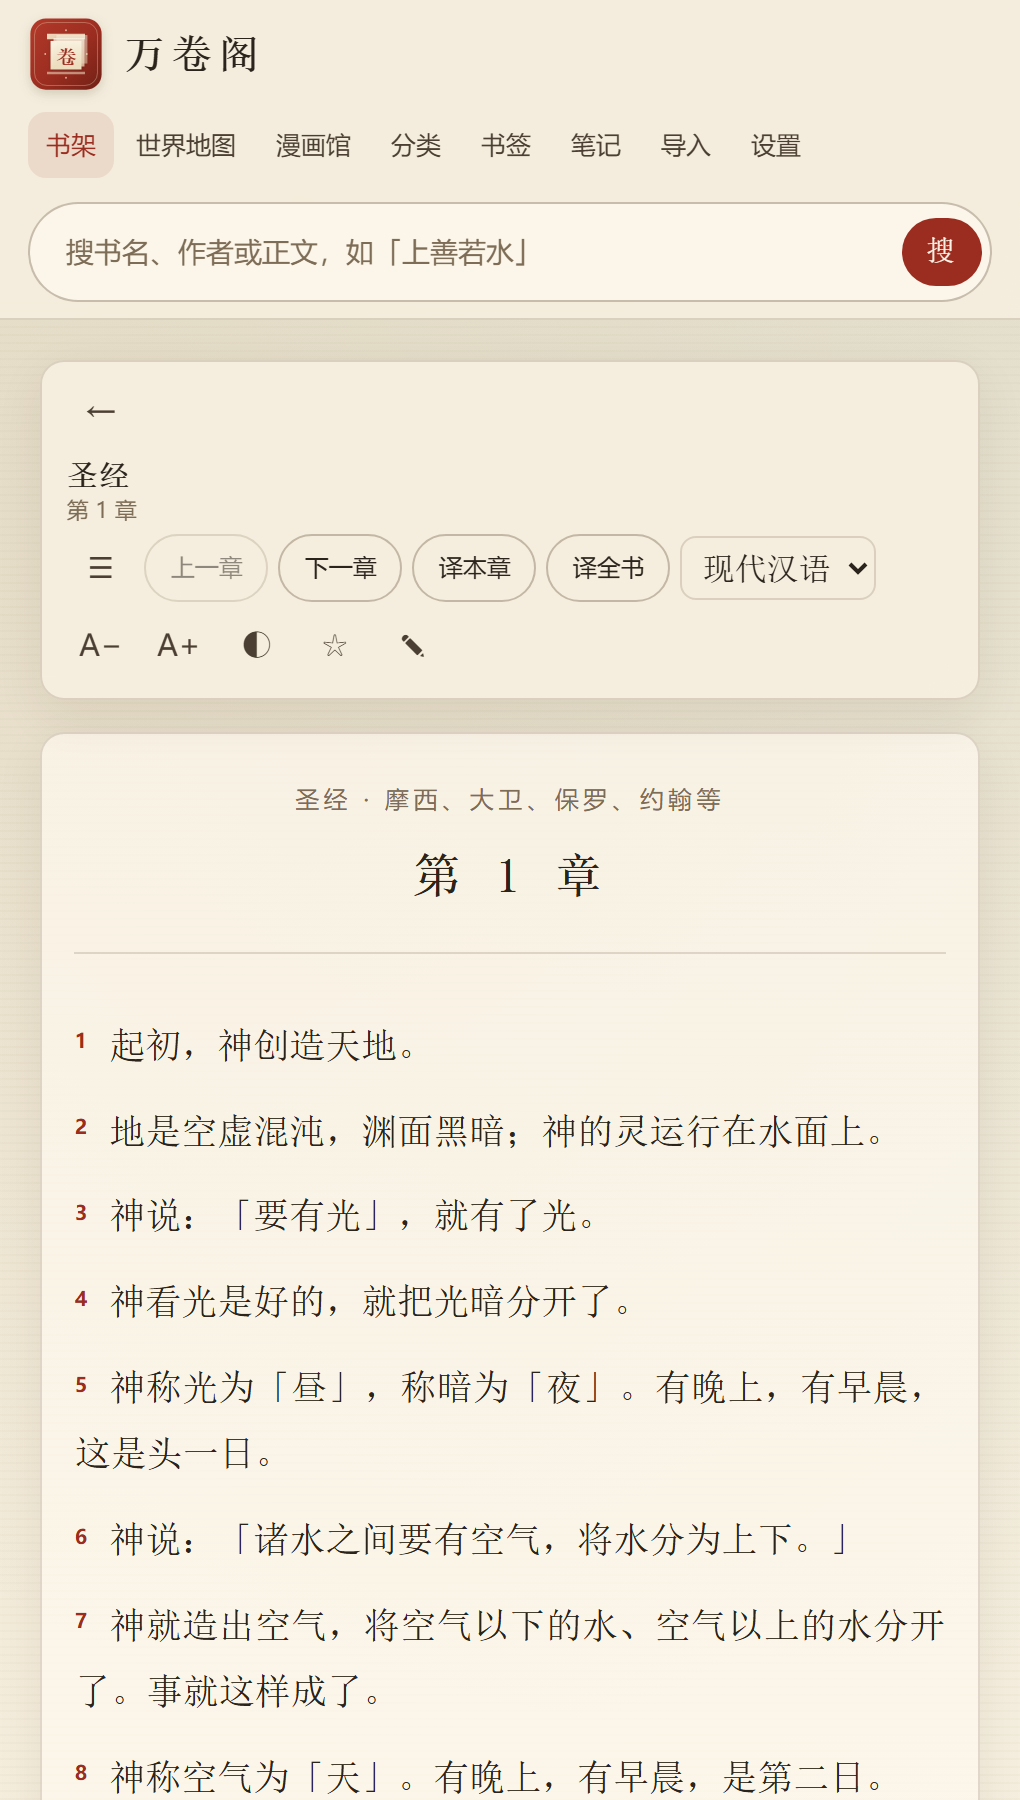 卷
万卷阁
书架 世界地图 漫画馆 分类 书签 笔记 导入 设置
搜书名、作者或正文，如「上善若水」
搜
←
圣经
第 1 章
☰ 上一章 下一章 译本章 译全书 现代汉语
A− A+ ◐ ☆ ✎
圣经 · 摩西、大卫、保罗、约翰等
第 1 章
1 起初，神创造天地。
2 地是空虚混沌，渊面黑暗；神的灵运行在水面上。
3 神说：「要有光」，就有了光。
4 神看光是好的，就把光暗分开了。
5 神称光为「昼」，称暗为「夜」。有晚上，有早晨，
这是头一日。
6 神说：「诸水之间要有空气，将水分为上下。」
7 神就造出空气，将空气以下的水、空气以上的水分开
了。事就这样成了。
8 神称空气为「天」。有晚上，有早晨，是第二日。